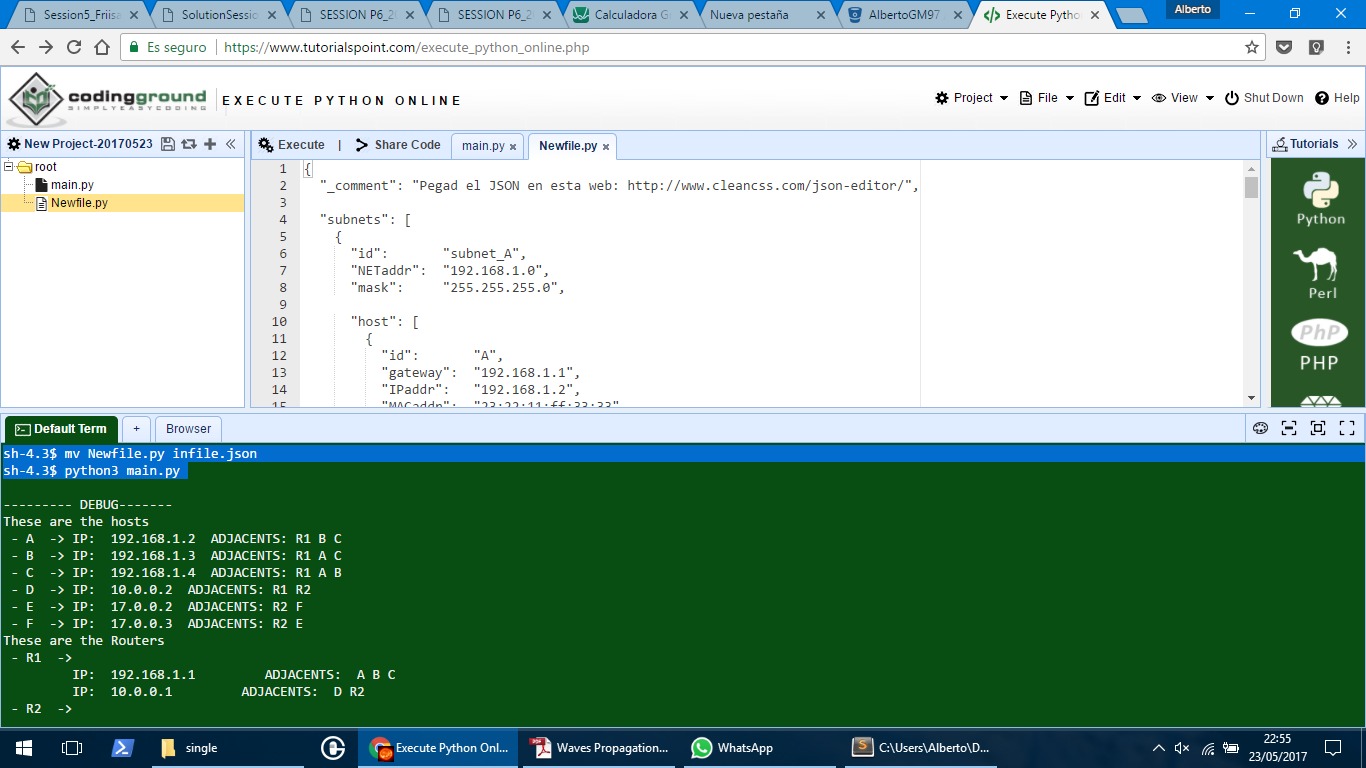 Session5_Friisa
SolutionSessio
SESSION P6_20
SESSION P6_20
Calculadora G
Nueva pestaña
AlbertoGM97
Execute Pytho
Alberto
Es seguro
https://www.tutorialspoint.com/execute_python_online.php
codingground
SIMPLYEASYCODING
EXECUTE PYTHON ONLINE
Project
File
Edit
View
Shut Down
Help
New Project-20170523
Execute | Share Code
main.py
Newfile.py
Tutorials
root
main.py
Newfile.py
1 {
2 "_comment": "Pegad el JSON en esta web: http://www.cleancss.com/json-editor/",
3
4 "subnets": [
5 {
6 "id": "subnet_A",
7 "NETaddr": "192.168.1.0",
8 "mask": "255.255.255.0",
9
10 "host": [
11 {
12 "id": "A",
13 "gateway": "192.168.1.1",
14 "IPaddr": "192.168.1.2",
15 "MACaddr": "23:22:11:ff:33:33"
Python
Perl
PHP
PHP
Default Term
+
Browser
sh-4.3$ mv Newfile.py infile.json
sh-4.3$ python3 main.py
--------- DEBUG-------
These are the hosts
- A -> IP: 192.168.1.2 ADJACENTS: R1 B C
- B -> IP: 192.168.1.3 ADJACENTS: R1 A C
- C -> IP: 192.168.1.4 ADJACENTS: R1 A B
- D -> IP: 10.0.0.2 ADJACENTS: R1 R2
- E -> IP: 17.0.0.2 ADJACENTS: R2 F
- F -> IP: 17.0.0.3 ADJACENTS: R2 E
These are the Routers
- R1 ->
IP: 192.168.1.1 ADJACENTS: A B C
IP: 10.0.0.1 ADJACENTS: D R2
- R2 ->
single
Execute Python Onl...
Waves Propagation...
WhatsApp
C:\Users\Alberto\D...
22:55
23/05/2017